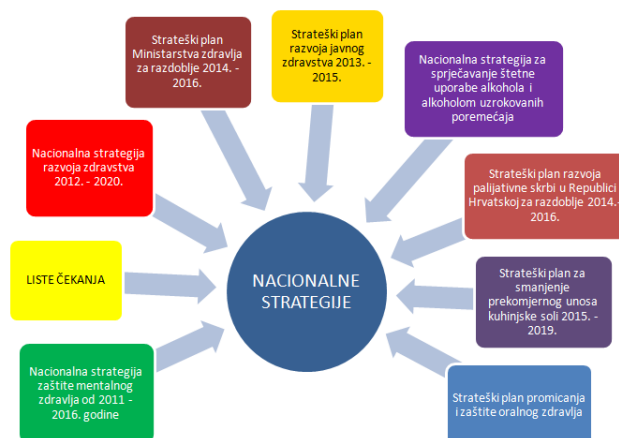 Strateški plan
Ministarstva zdravlja
za razdoblje 2014. -
2016.
Strateški plan
razvoja javnog
zdravstva 2013. -
2015.
Nacionalna strategija za
sprječavanje štetne
uporabe alkohola i
alkoholom uzrokovanih
poremećaja
Nacionalna strategija
razvoja zdravstva
2012. - 2020.
Strateški plan razvoja
palijativne skrbi u Republici
Hrvatskoj za razdoblje 2014.-
2016.
LISTE ČEKANJA
NACIONALNE
STRATEGIJE
Strateški plan za
smanjenje
prekomjernog unosa
kuhinjske soli 2015. -
2019.
Nacionalna strategija
zaštite mentalnog
zdravlja od 2011 -
2016. godine
Strateški plan promicanja
i zaštite oralnog zdravlja